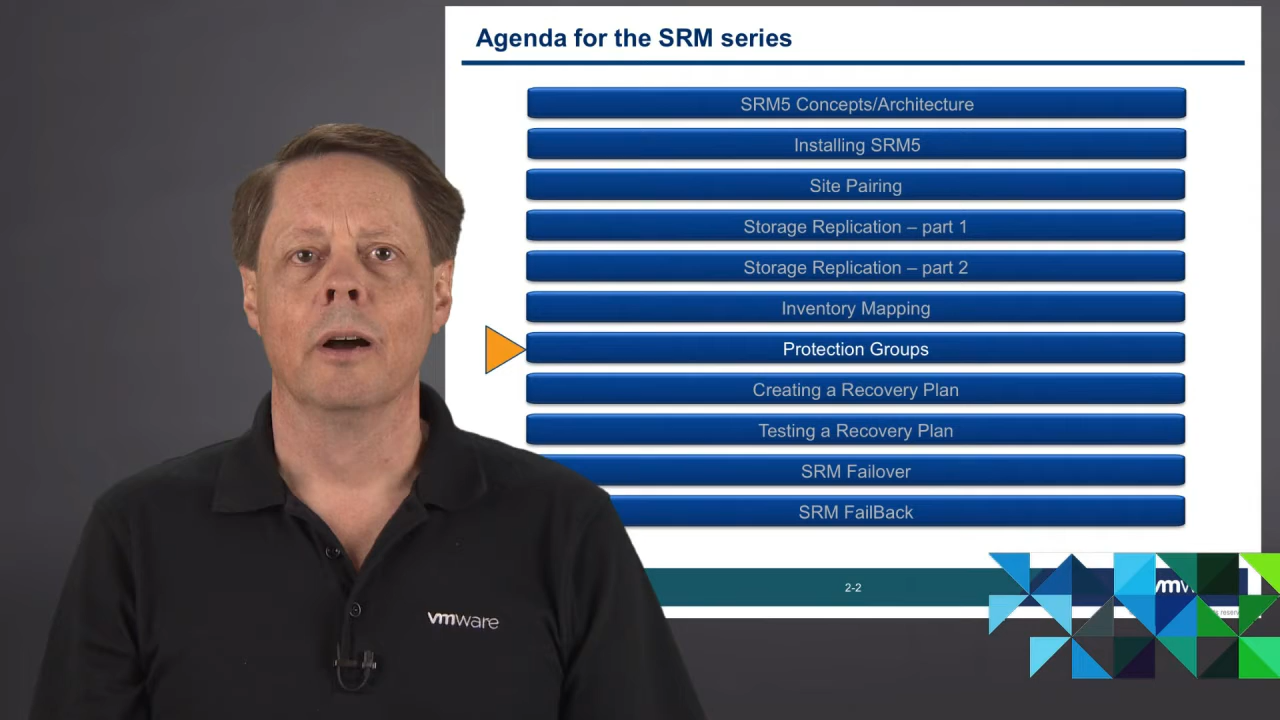 Agenda for the SRM series
SRM5 Concepts/Architecture
Installing SRM5
Site Pairing
Storage Replication – part 1
Storage Replication – part 2
Inventory Mapping
Protection Groups
Creating a Recovery Plan
Testing a Recovery Plan
SRM Failover
SRM FailBack
2-2
vmware